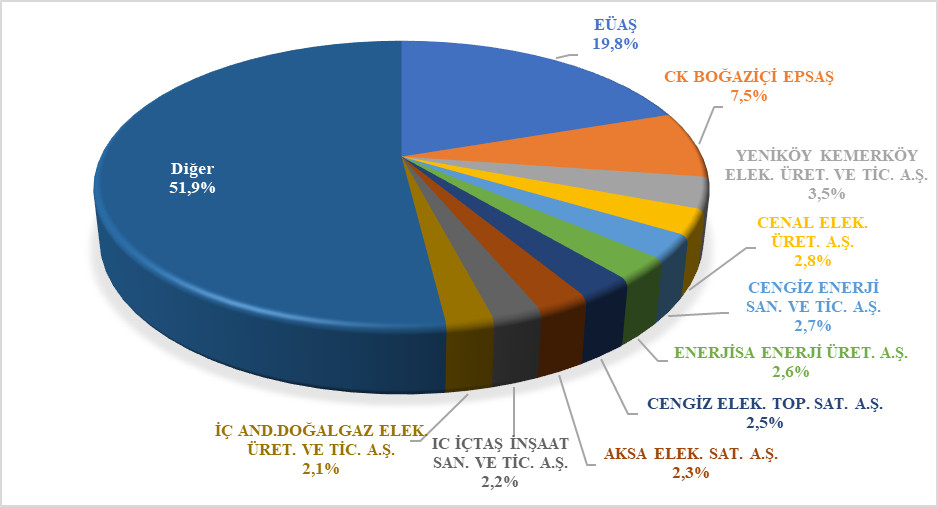 EÜAŞ
19,8%
CK BOĞAZİÇİ EPSAŞ
7,5%
YENİKÖY KEMERKÖY
ELEK. ÜRET. VE TİC. A.Ş.
3,5%
CENAL ELEK.
ÜRET. A.Ş.
2,8%
CENGİZ ENERJİ
SAN. VE TİC. A.Ş.
2,7%
ENERJİSA ENERJİ ÜRET. A.Ş.
2,6%
CENGİZ ELEK. TOP. SAT. A.Ş.
2,5%
AKSA ELEK. SAT. A.Ş.
2,3%
IC İÇTAŞ İNŞAAT
SAN. VE TİC. A.Ş.
2,2%
İÇ AND.DOĞALGAZ ELEK.
ÜRET. VE TİC. A.Ş.
2,1%
Diğer
51,9%